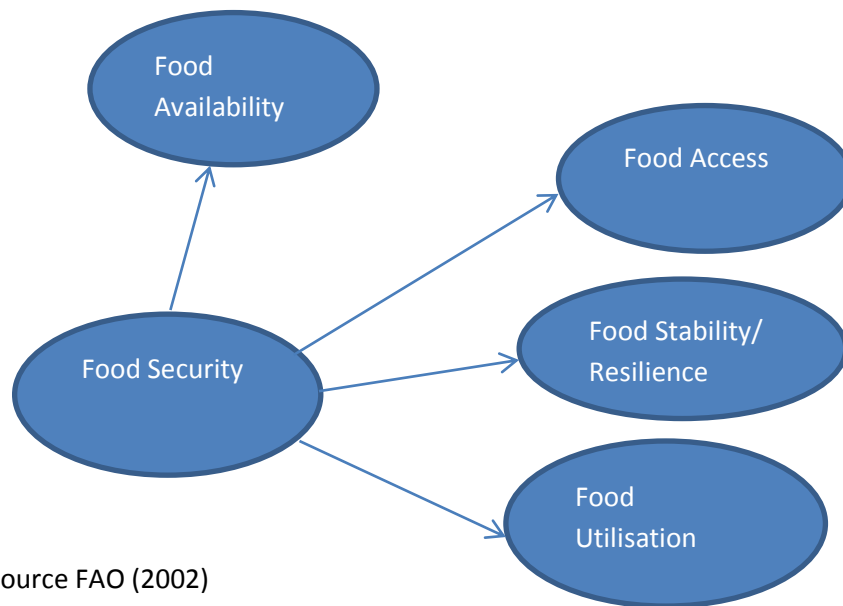 Food
Availability
Food Access
Food Stability/
Resilience
Food Security
Food
Utilisation
ource FAO (2002)